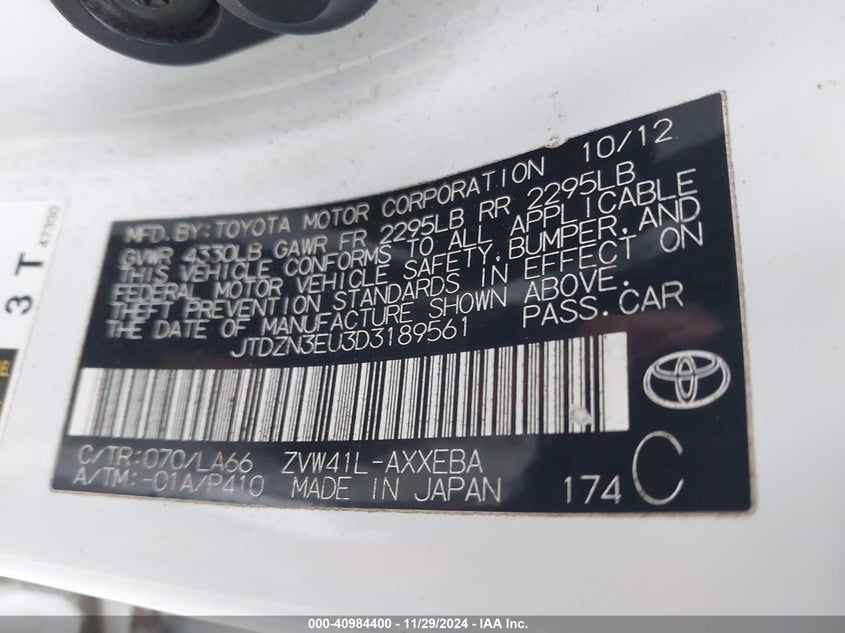 MFD. BY: TOYOTA MOTOR CORPORATION 10/12
GVWR 4330LB GAWR FR 2295LB RR 2295LB
THIS VEHICLE CONFORMS TO ALL APPLICABLE
FEDERAL MOTOR VEHICLE SAFETY, BUMPER, AND
THEFT PREVENTION STANDARDS IN EFFECT ON
THE DATE OF MANUFACTURE SHOWN ABOVE.
JTDZN3EU3D3189561 PASS. CAR
C/TR: 070/LA66 ZVW41L-AXXEBA
A/TM: -01A/P410 MADE IN JAPAN 174 C
3 T
47330
000-40984400 - 11/29/2024 - IAA Inc.